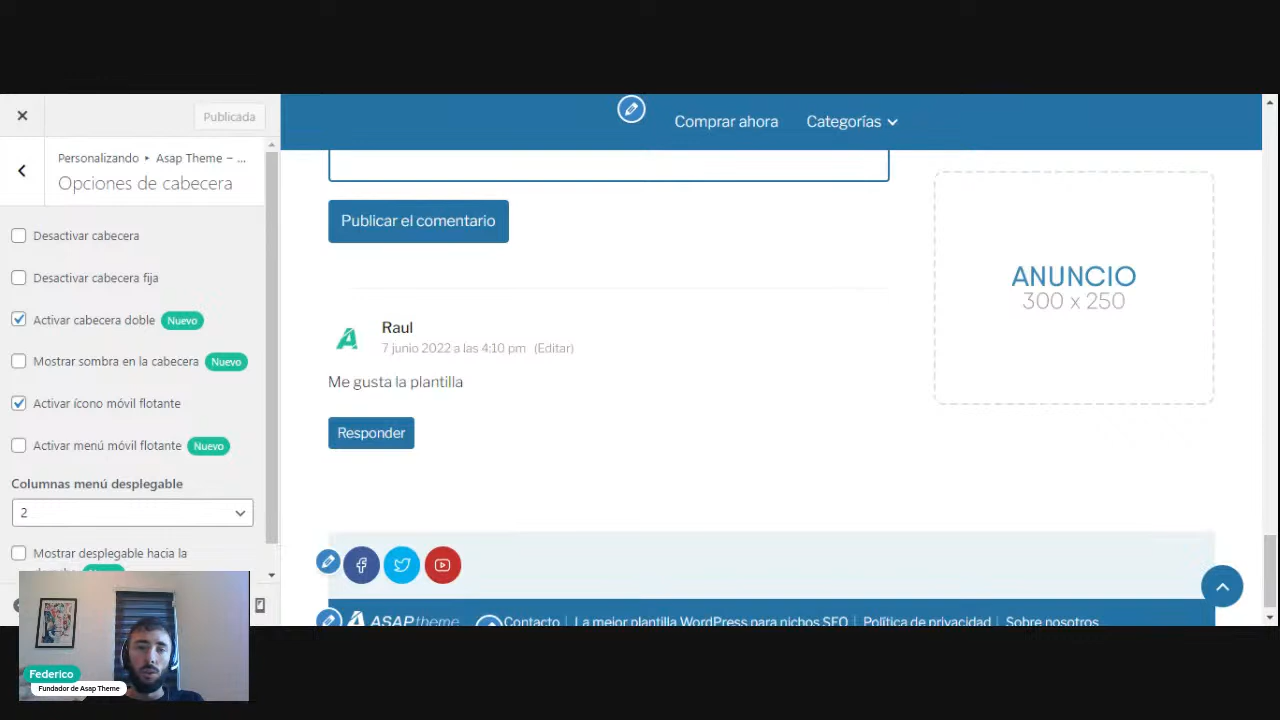 Publicada
Comprar ahora
Categorías
Personalizando ▸ Asap Theme – ...
Opciones de cabecera
Desactivar cabecera
Desactivar cabecera fija
Activar cabecera doble Nuevo
Mostrar sombra en la cabecera Nuevo
Activar ícono móvil flotante
Activar menú móvil flotante Nuevo
Columnas menú desplegable
2
Mostrar desplegable hacia la
Publicar el comentario
Raul
7 junio 2022 a las 4:10 pm (Editar)
Me gusta la plantilla
Responder
ANUNCIO
300 x 250
ASAPtheme
Contacto | La mejor plantilla WordPress para nichos SEO | Política de privacidad | Sobre nosotros
Federico
Fundador de Asap Theme